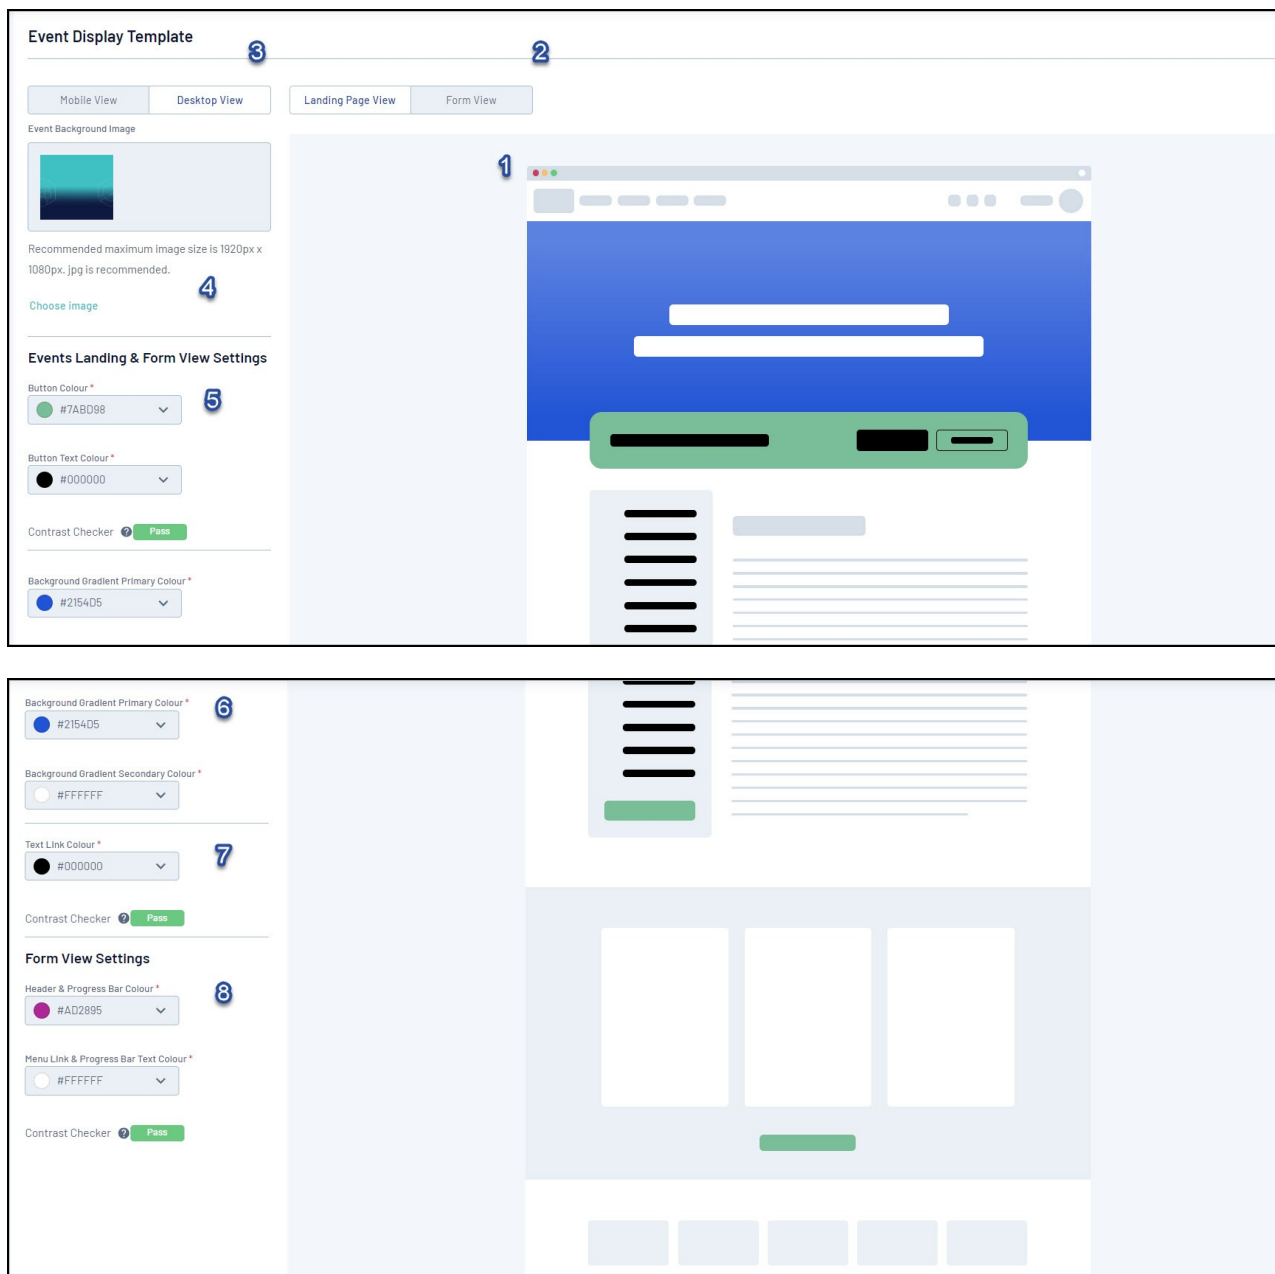 Event Display Template
3
2
Mobile View
Desktop View
Landing Page View
Form View
Event Background Image
1
Recommended maximum image size is 1920px x
1080px. jpg is recommended.
4
Choose image
Events Landing & Form View Settings
Button Colour *
5
#7ABD98
Button Text Colour *
#000000
Contrast Checker ? Pass
Background Gradient Primary Colour *
#2154D5
Background Gradient Primary Colour *
6
#2154D5
Background Gradient Secondary Colour *
#FFFFFF
Text Link Colour *
7
#000000
Contrast Checker ? Pass
Form View Settings
Header & Progress Bar Colour *
8
#AD2895
Menu Link & Progress Bar Text Colour *
#FFFFFF
Contrast Checker ? Pass